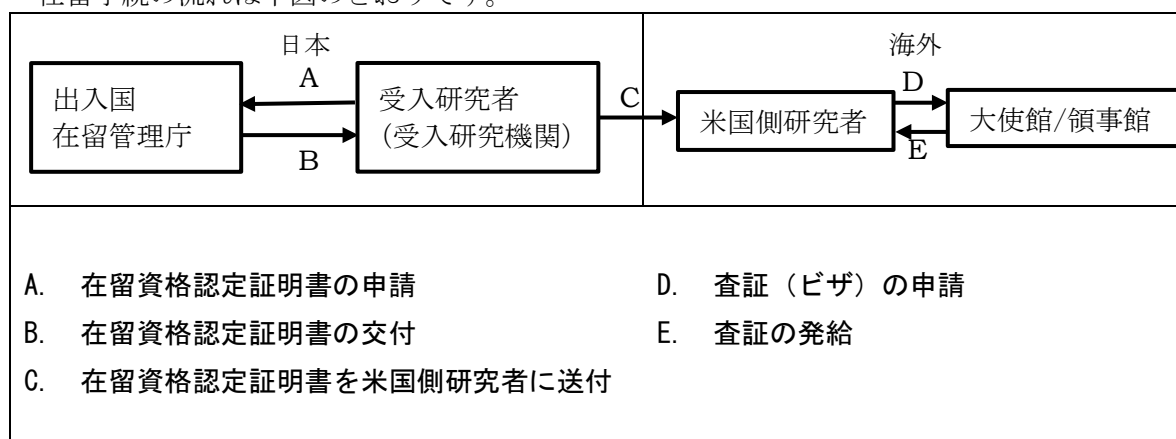 在留手続の流れは下図のとおりです。
日本
海外
出入国
在留管理庁
A
B
受入研究者
(受入研究機関)
C
米国側研究者
D
E
大使館/領事館
A. 在留資格認定証明書の申請
B. 在留資格認定証明書の交付
C. 在留資格認定証明書を米国側研究者に送付
D. 査証（ビザ）の申請
E. 査証の発給